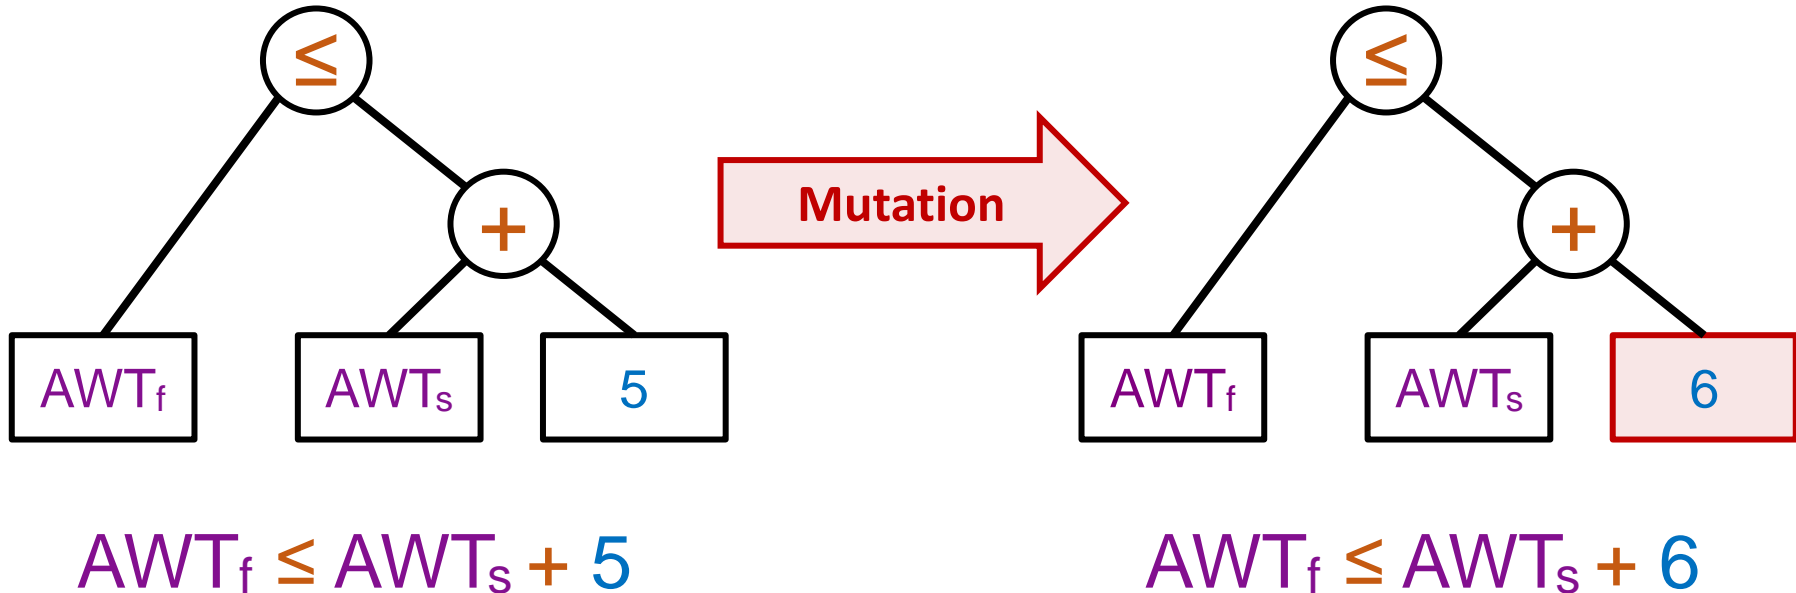 ≤
≤
Mutation
+
+
AWTf
AWTs
5
AWTf
AWTs
6
AWTf ≤ AWTs + 5
AWTf ≤ AWTs + 6